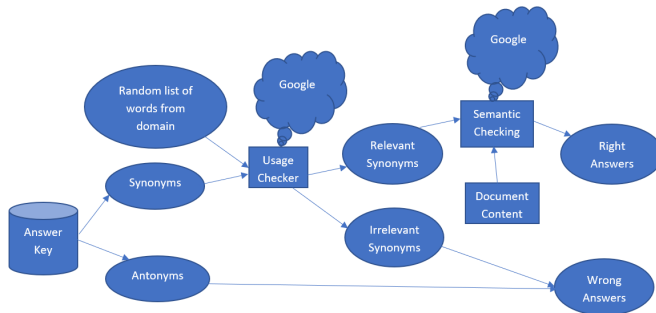 Google
Google
Random list of
words from
domain
Semantic
Checking
Relevant
Synonyms
Right
Answers
Usage
Checker
Synonyms
Document
Content
Answer
Key
Irrelevant
Synonyms
Antonyms
Wrong
Answers